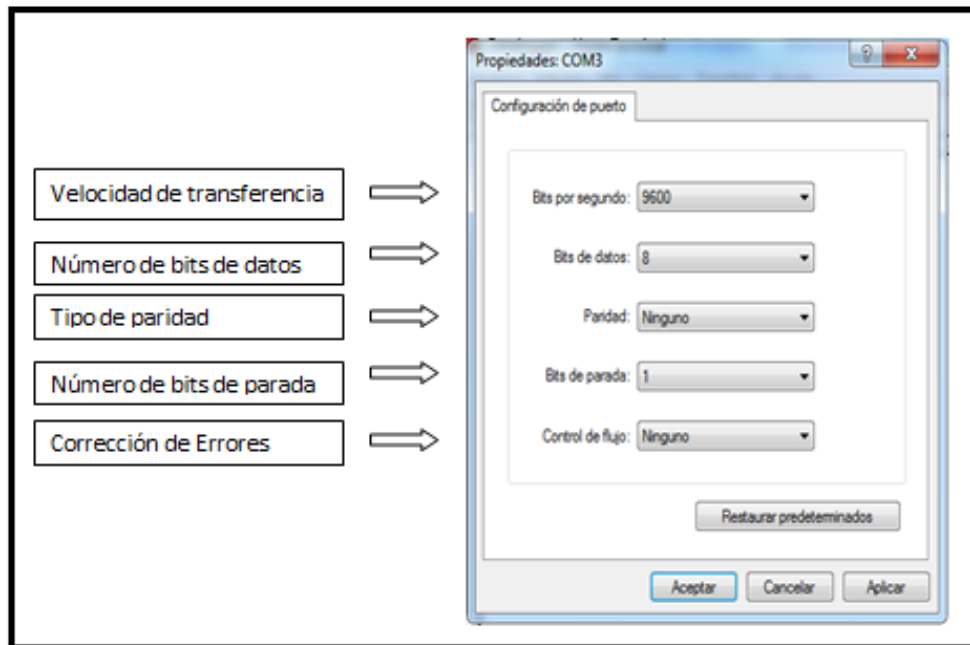 Propiedades: COM3
Configuración de puerto
Velocidad de transferencia
Bits por segundo: 9600
Número de bits de datos
Bits de datos: 8
Tipo de paridad
Paridad: Ninguno
Número de bits de parada
Bits de parada: 1
Corrección de Errores
Control de flujo: Ninguno
Restaurar predeterminados
Aceptar Cancelar Aplicar